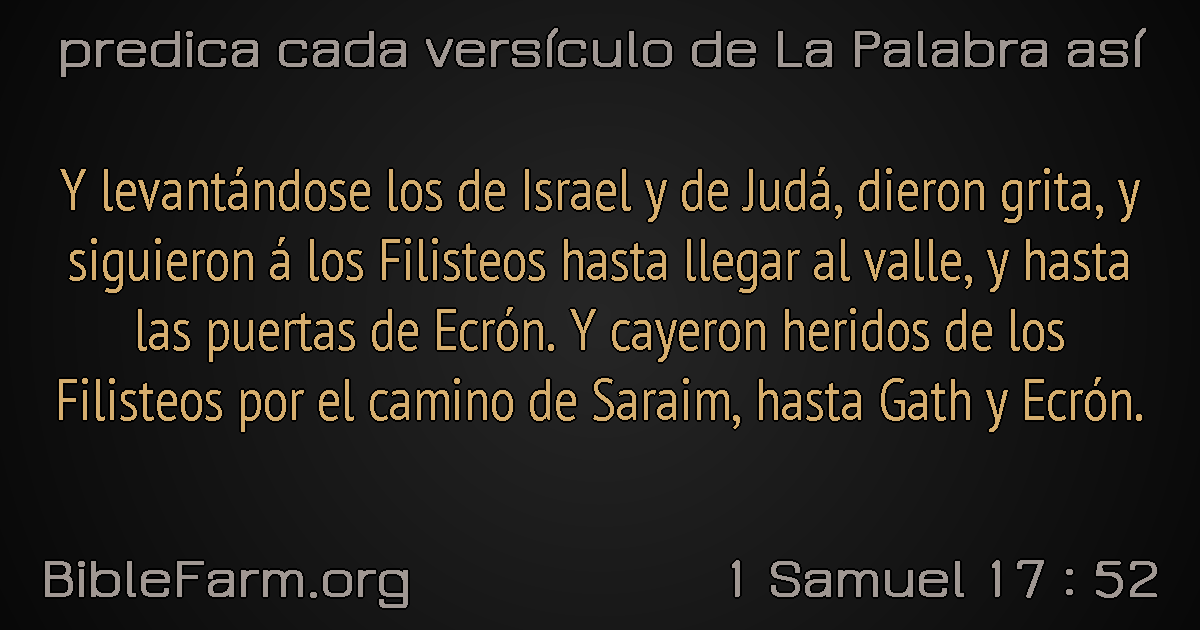 predica cada versículo de La Palabra así
Y levantándose los de Israel y de Judá, dieron grita, y
siguieron á los Filisteos hasta llegar al valle, y hasta
las puertas de Ecrón. Y cayeron heridos de los
Filisteos por el camino de Saraim, hasta Gath y Ecrón.
BibleFarm.org
1 Samuel 17 : 52